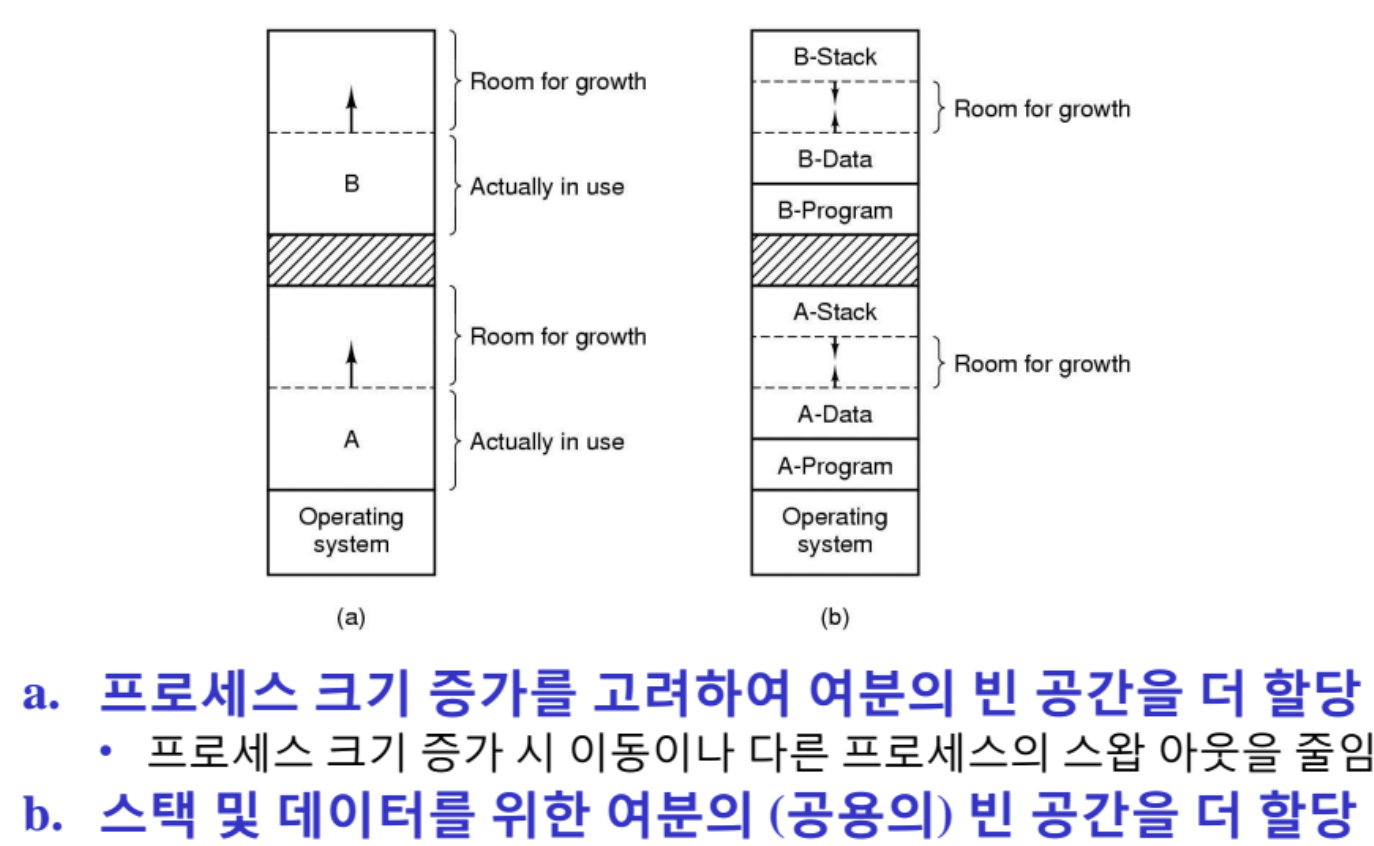 Room for growth
B
Actually in use
Room for growth
A
Actually in use
Operating
system
(a)
B-Stack
Room for growth
B-Data
B-Program
A-Stack
Room for growth
A-Data
A-Program
Operating
system
(b)
a. 프로세스 크기 증가를 고려하여 여분의 빈 공간을 더 할당
• 프로세스 크기 증가 시 이동이나 다른 프로세스의 스왑 아웃을 줄임
b. 스택 및 데이터를 위한 여분의 (공용의) 빈 공간을 더 할당